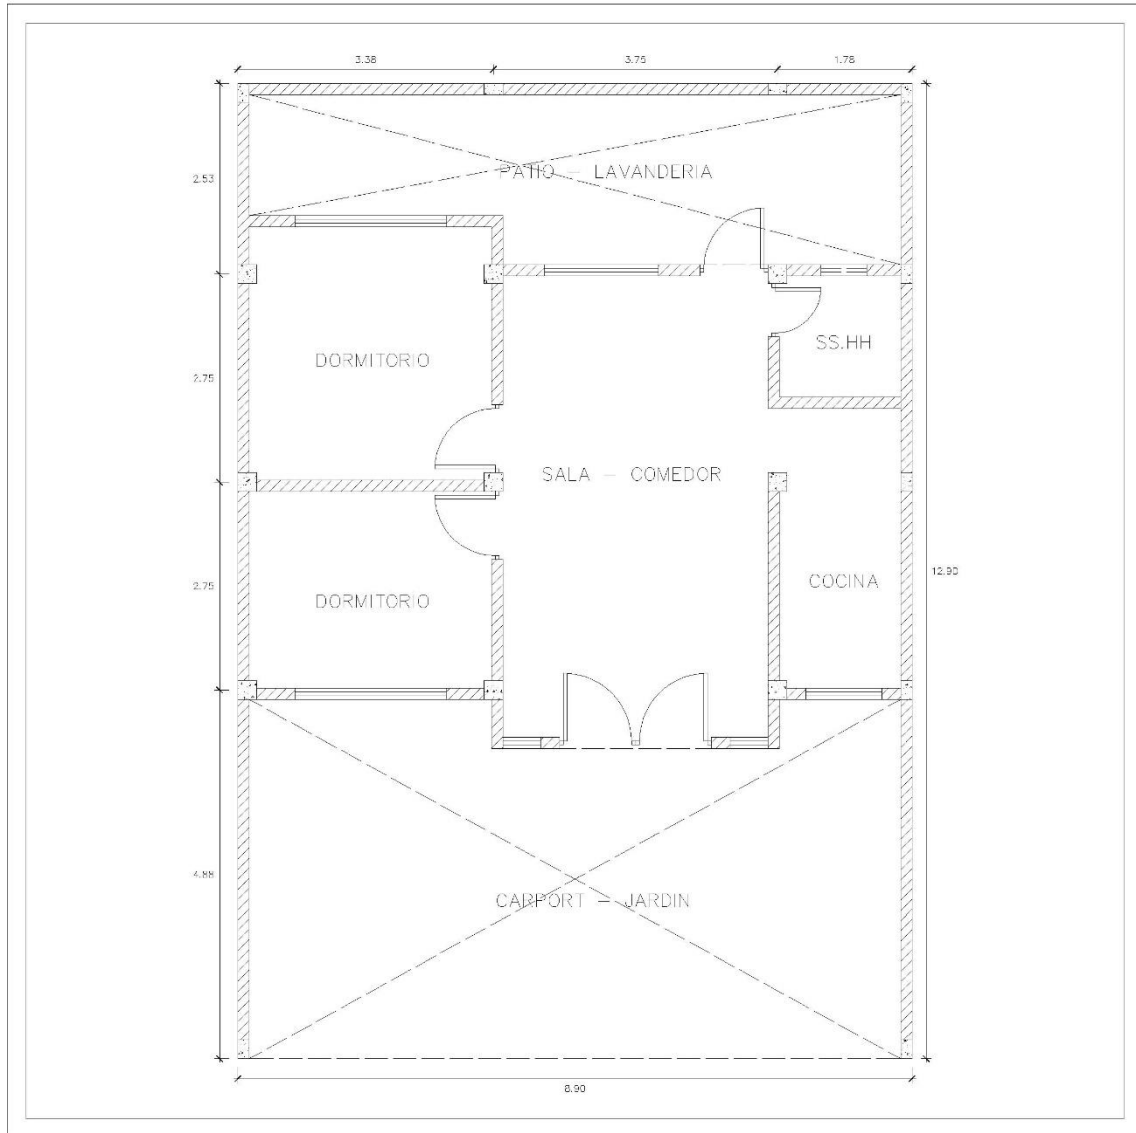 3.38
3.75
1.78
2.53
PATIO – LAVANDERIA
2.75
DORMITORIO
SS.HH
SALA – COMEDOR
2.75
DORMITORIO
COCINA
12.90
4.88
CARPORT – JARDIN
8.90